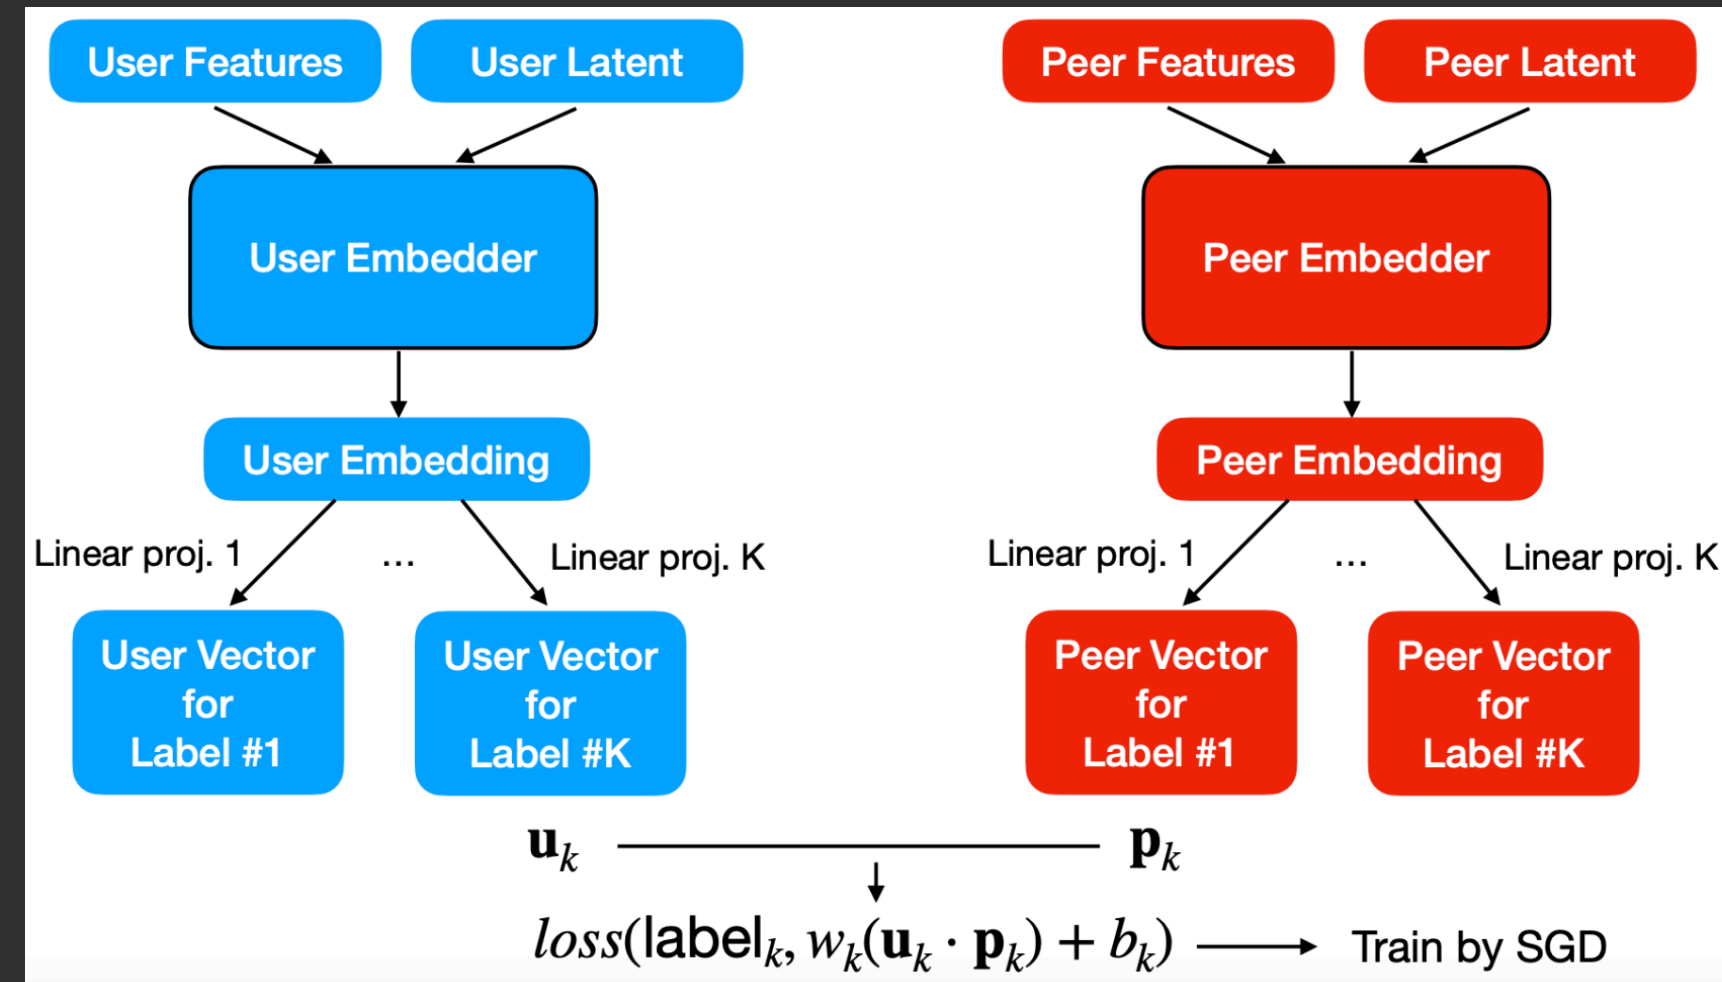 User Features
User Latent
Peer Features
Peer Latent
User Embedder
Peer Embedder
User Embedding
Peer Embedding
Linear proj. 1
...
Linear proj. K
Linear proj. 1
...
Linear proj. K
User Vector
for
Label #1
User Vector
for
Label #K
Peer Vector
for
Label #1
Peer Vector
for
Label #K
u_k
p_k
loss(label_k, w_k(u_k · p_k) + b_k)
Train by SGD